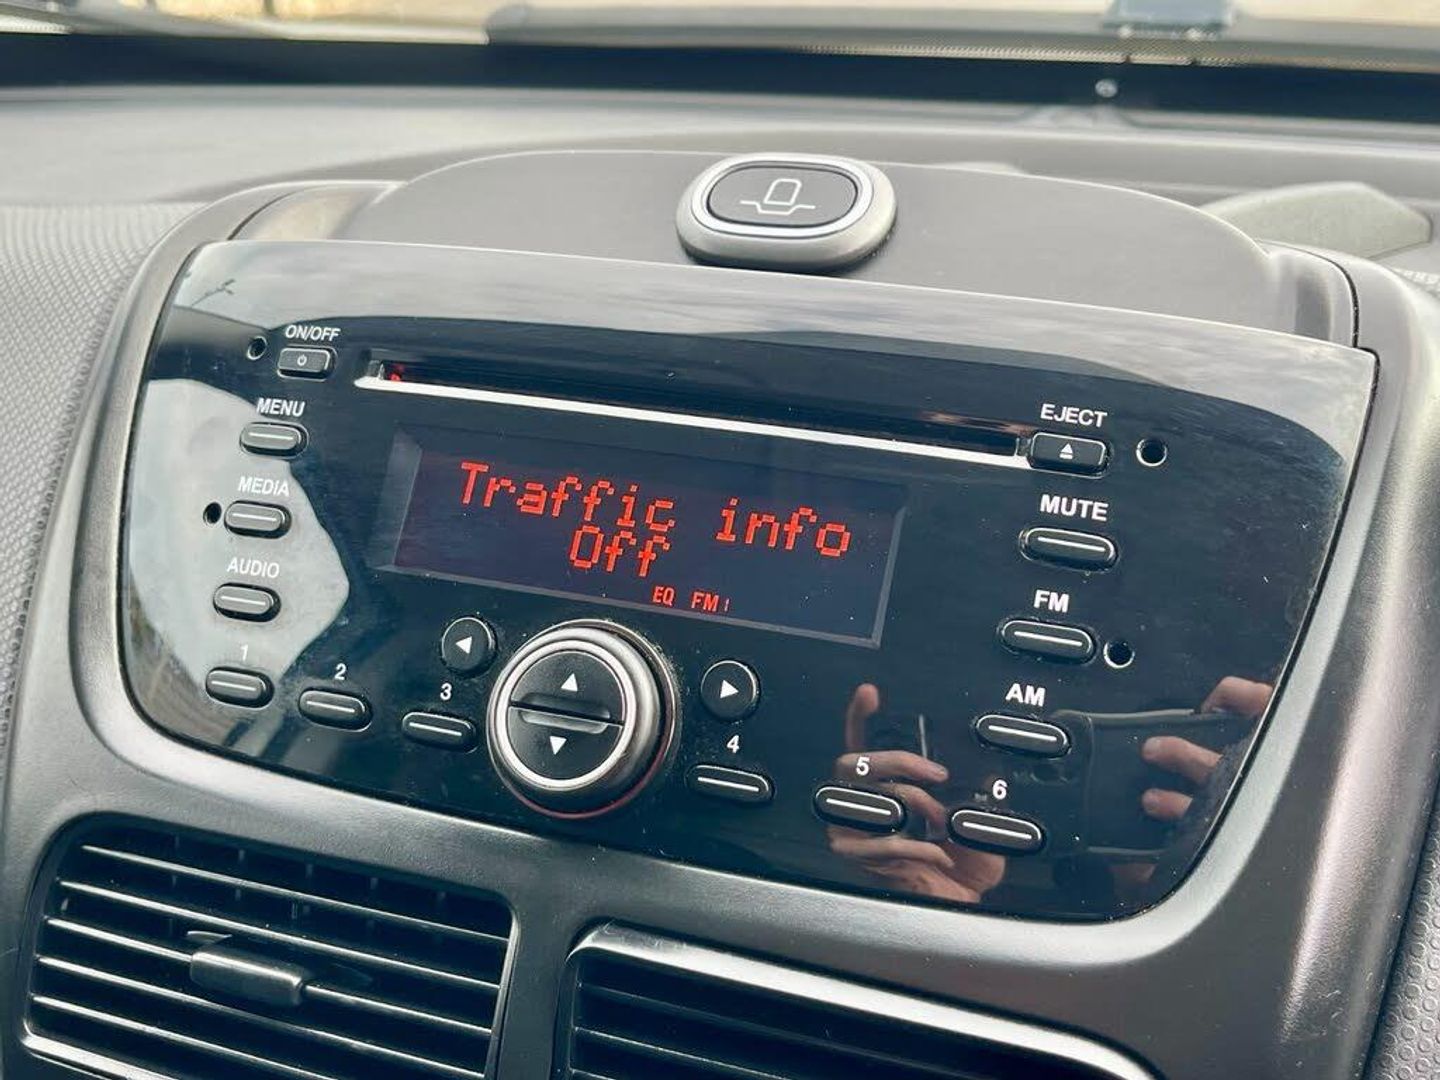 ON/OFF
MENU
EJECT
MEDIA
Traffic info
MUTE
Off
AUDIO
EQ FM1
FM
1
2
3
AM
4
5
6